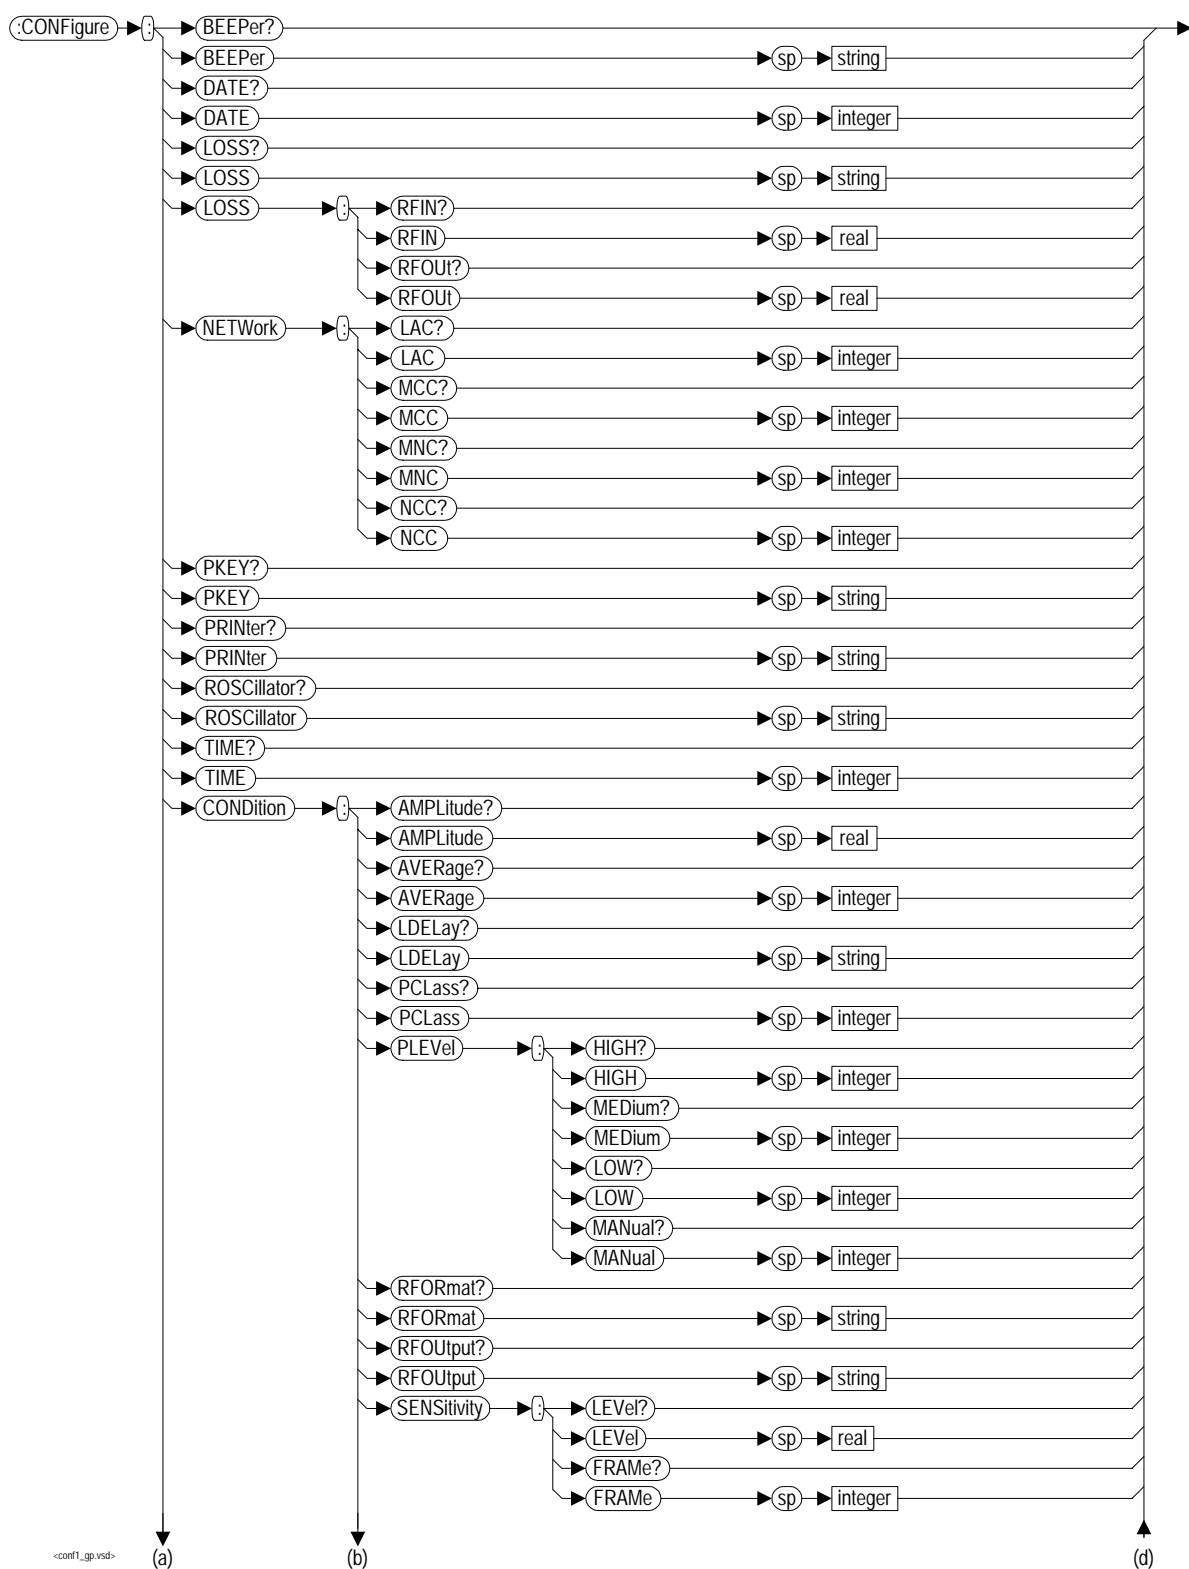 :CONFigure : BEEPer?
BEEPer sp string
DATE?
DATE sp integer
LOSS?
LOSS sp string
LOSS : RFIN?
RFIN sp real
RFOUt?
RFOUt sp real
NETWork : LAC?
LAC sp integer
MCC?
MCC sp integer
MNC?
MNC sp integer
NCC?
NCC sp integer
PKEY?
PKEY sp string
PRINter?
PRINter sp string
ROSCillator?
ROSCillator sp string
TIME?
TIME sp integer
CONDition : AMPLitude?
AMPLitude sp real
AVERage?
AVERage sp integer
LDELay?
LDELay sp string
PCLass?
PCLass sp integer
PLEVel : HIGH?
HIGH sp integer
MEDium?
MEDium sp integer
LOW?
LOW sp integer
MANual?
MANual sp integer
RFORmat?
RFORmat sp string
RFOUtput?
RFOUtput sp string
SENSitivity : LEVel?
LEVel sp real
FRAMe?
FRAMe sp integer
<conf1_gp.vsd> (a) (b) (d)